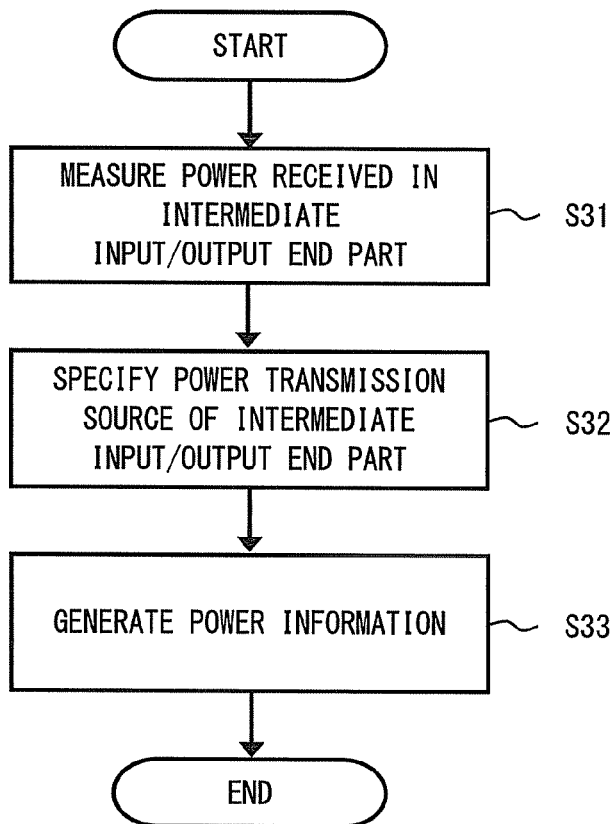 START
MEASURE POWER RECEIVED IN
INTERMEDIATE
INPUT/OUTPUT END PART
S31
SPECIFY POWER TRANSMISSION
SOURCE OF INTERMEDIATE
INPUT/OUTPUT END PART
S32
GENERATE POWER INFORMATION
S33
END